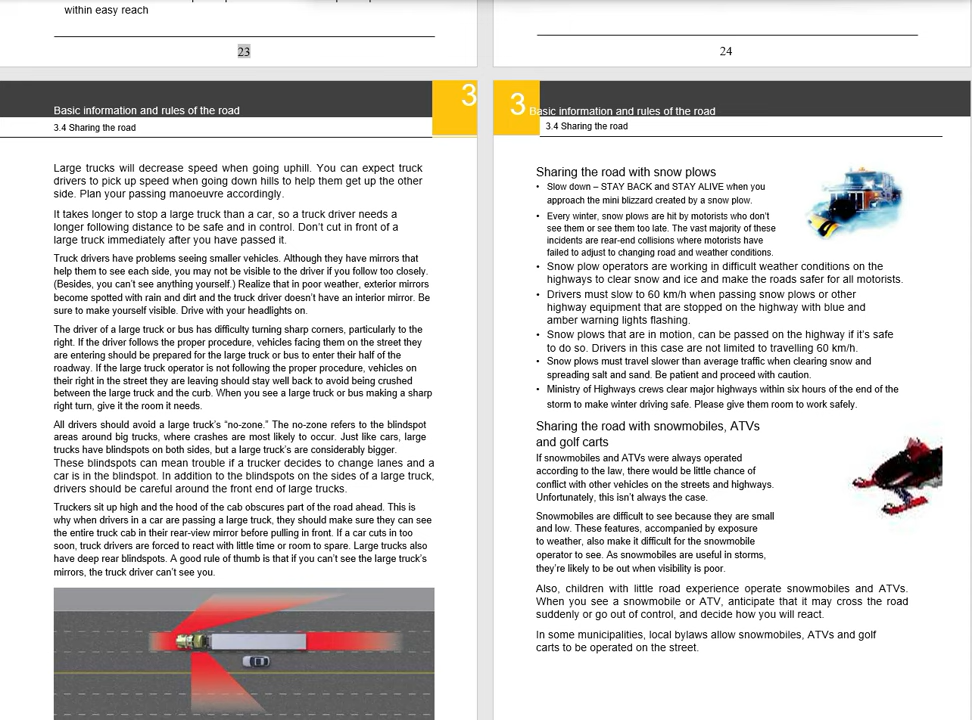 within easy reach
23
24
3
Basic information and rules of the road
3.4 Sharing the road
Large trucks will decrease speed when going uphill. You can expect truck
drivers to pick up speed when going down hills to help them get up the other
side. Plan your passing manoeuvre accordingly.
It takes longer to stop a large truck than a car, so a truck driver needs a
longer following distance to be safe and in control. Don't cut in front of a
large truck immediately after you have passed it.
Truck drivers have problems seeing smaller vehicles. Although they have mirrors that
help them to see each side, you may not be visible to the driver if you follow too closely.
(Besides, you can't see anything yourself.) Realize that in poor weather, exterior mirrors
become spotted with rain and dirt and the truck driver doesn't have an interior mirror. Be
sure to make yourself visible. Drive with your headlights on.
The driver of a large truck or bus has difficulty turning sharp corners, particularly to the
right. If the driver follows the proper procedure, vehicles facing them on the street they
are entering should be prepared for the large truck or bus to enter their half of the
roadway. If the large truck operator is not following the proper procedure, vehicles on
their right in the street they are leaving should stay well back to avoid being crushed
between the large truck and the curb. When you see a large truck or bus making a sharp
right turn, give it the room it needs.
All drivers should avoid a large truck's “no-zone.” The no-zone refers to the blindspot
areas around big trucks, where crashes are most likely to occur. Just like cars, large
trucks have blindspots on both sides, but a large truck's are considerably bigger.
These blindspots can mean trouble if a trucker decides to change lanes and a
car is in the blindspot. In addition to the blindspots on the sides of a large truck,
drivers should be careful around the front end of large trucks.
Truckers sit up high and the hood of the cab obscures part of the road ahead. This is
why when drivers in a car are passing a large truck, they should make sure they can see
the entire truck cab in their rear-view mirror before pulling in front. If a car cuts in too
soon, truck drivers are forced to react with little time or room to spare. Large trucks also
have deep rear blindspots. A good rule of thumb is that if you can't see the large truck's
mirrors, the truck driver can't see you.
3
Basic information and rules of the road
3.4 Sharing the road
Sharing the road with snow plows
• Slow down – STAY BACK and STAY ALIVE when you
approach the mini blizzard created by a snow plow.
• Every winter, snow plows are hit by motorists who don't
see them or see them too late. The vast majority of these
incidents are rear-end collisions where motorists have
failed to adjust to changing road and weather conditions.
• Snow plow operators are working in difficult weather conditions on the
highways to clear snow and ice and make the roads safer for all motorists.
• Drivers must slow to 60 km/h when passing snow plows or other
highway equipment that are stopped on the highway with blue and
amber warning lights flashing.
• Snow plows that are in motion, can be passed on the highway if it's safe
to do so. Drivers in this case are not limited to travelling 60 km/h.
• Snow plows must travel slower than average traffic when clearing snow and
spreading salt and sand. Be patient and proceed with caution.
• Ministry of Highways crews clear major highways within six hours of the end of the
storm to make winter driving safe. Please give them room to work safely.
Sharing the road with snowmobiles, ATVs
and golf carts
If snowmobiles and ATVs were always operated
according to the law, there would be little chance of
conflict with other vehicles on the streets and highways.
Unfortunately, this isn't always the case.
Snowmobiles are difficult to see because they are small
and low. These features, accompanied by exposure
to weather, also make it difficult for the snowmobile
operator to see. As snowmobiles are useful in storms,
they're likely to be out when visibility is poor.
Also, children with little road experience operate snowmobiles and ATVs.
When you see a snowmobile or ATV, anticipate that it may cross the road
suddenly or go out of control, and decide how you will react.
In some municipalities, local bylaws allow snowmobiles, ATVs and golf
carts to be operated on the street.